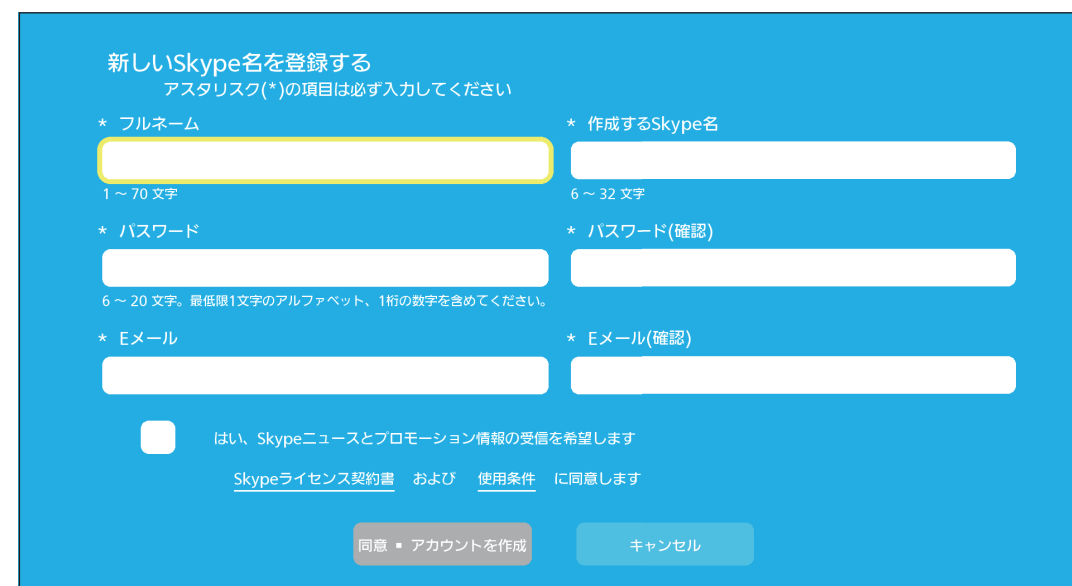 新しいSkype名を登録する
アスタリスク(*)の項目は必ず入力してください
* フルネーム
* 作成するSkype名
1 ~ 70 文字
6 ~ 32 文字
* パスワード
* パスワード(確認)
6 ~ 20 文字。最低限1文字のアルファベット、1桁の数字を含めてください。
* Eメール
* Eメール(確認)
はい、Skypeニュースとプロモーション情報の受信を希望します
Skypeライセンス契約書 および 使用条件 に同意します
同意 ▪ アカウントを作成
キャンセル